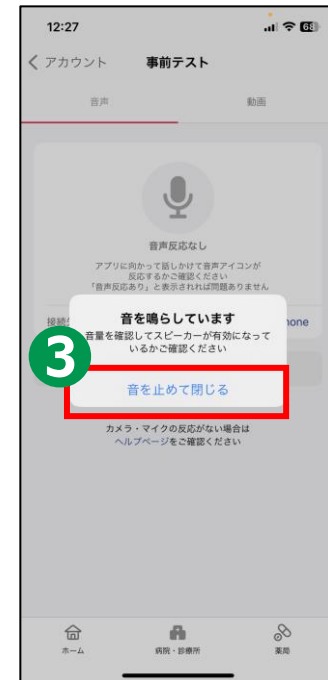 12:27
68
アカウント
事前テスト
音声
動画
音声反応なし
アプリに向かって話しかけて音声アイコンが
反応するかご確認ください
「音声反応あり」と表示されれば問題ありません
音を鳴らしています
音量を確認してスピーカーが有効になって
いるかご確認ください
3
音を止めて閉じる
カメラ・マイクの反応がない場合は
ヘルプページをご確認ください
ホーム
病院・診療所
薬局